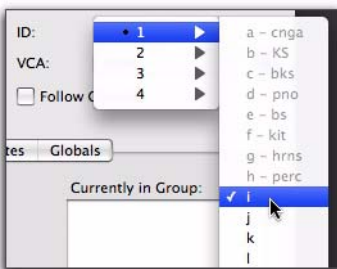 ID:
VCA:
Follow
tes Globals
Currently in Group:
1
2
3
4
a – cnga
b – KS
c – bks
d – pno
e – bs
f – kit
g – hrns
h – perc
✓ i
j
k
l